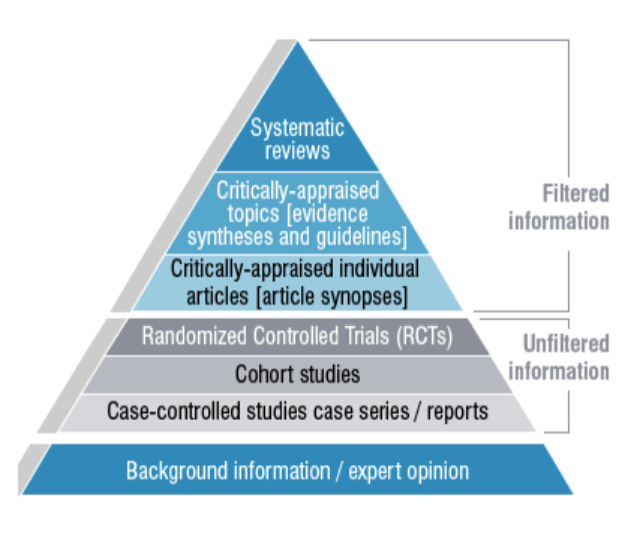 Systematic
reviews
Critically-appraised
topics [evidence
syntheses and guidelines]
Filtered
information
Critically-appraised individual
articles [article synopses]
Randomized Controlled Trials (RCTs)
Unfiltered
information
Cohort studies
Case-controlled studies case series / reports
Background information / expert opinion